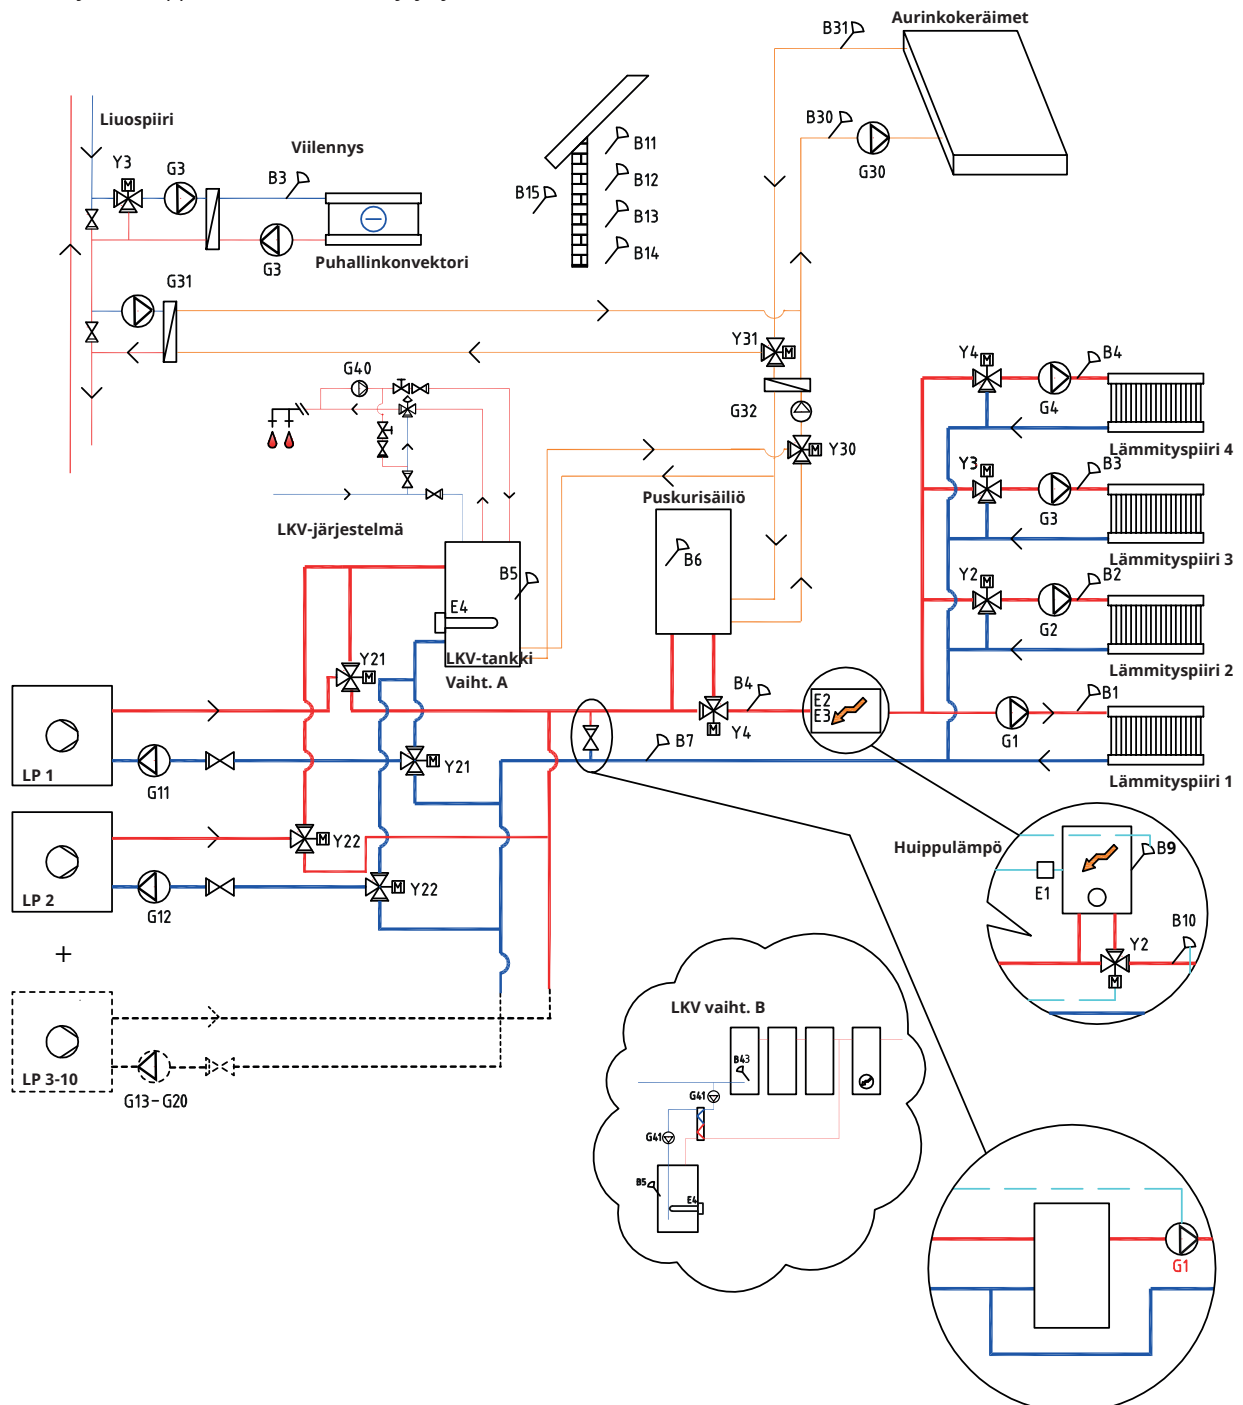 Aurinkokeräimet
B31
B30
G30
Liuospiiri
Y3
M
G3
Viilennys
B3
B11
B12
B15
B13
B14
G3
Puhallinkonvektori
G31
Y31
M
G40
G32
Y30
M
Y4
M
B4
G4
Lämmityspiiri 4
Y3
M
B3
G3
Lämmityspiiri 3
Y2
M
B2
G2
Lämmityspiiri 2
B1
G1
Lämmityspiiri 1
LKV-järjestelmä
Puskurisäiliö
B6
B5
E4
LKV-tankki
Vaiht. A
Y21
M
B4
Y4
M
E2
E3
B7
Y21
M
LP 1
G11
Y22
M
LP 2
G12
Y22
M
+
LP 3-10
G13-G20
Huippulämpö
B9
E1
B10
Y2
M
LKV vaiht. B
B43
G41
G41
B5
E4
G1